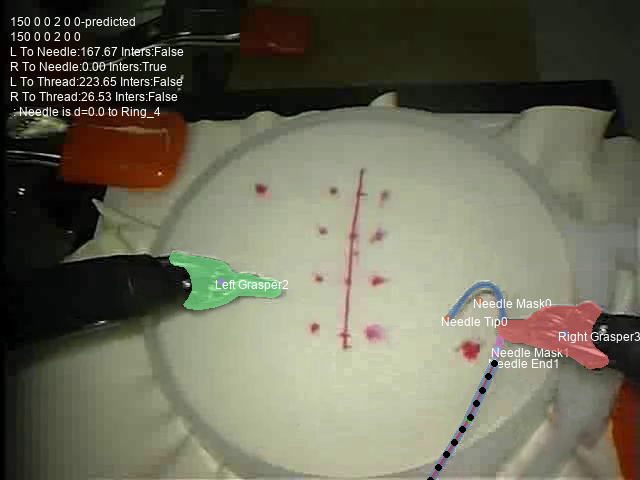 150 0 0 2 0 0-predicted
150 0 0 2 0 0
L To Needle:167.67 Inters:False
R To Needle:0.00 Inters:True
L To Thread:223.65 Inters:False
R To Thread:26.53 Inters:False
: Needle is d=0.0 to Ring_4
Left Grasper2
Needle Mask0
Needle Tip0
Right Grasper3
Needle Mask1
Needle End1